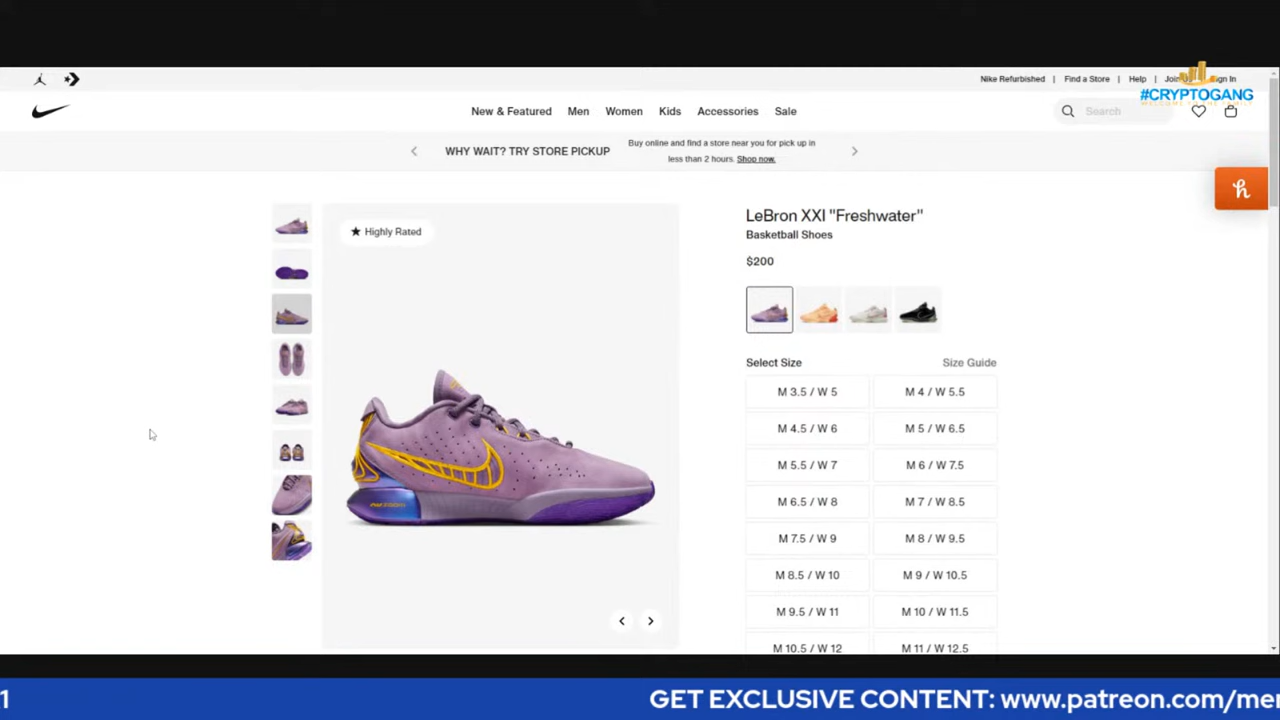 Nike Refurbished | Find a Store | Help |
#CRYPTOGANG
New & Featured Men Women Kids Accessories Sale
Search
WHY WAIT? TRY STORE PICKUP
Buy online and find a store near you for pick up in
less than 2 hours. Shop now.
Highly Rated
LeBron XXI "Freshwater"
Basketball Shoes
$200
Select Size Size Guide
M 3.5 / W 5 M 4 / W 5.5
M 4.5 / W 6 M 5 / W 6.5
M 5.5 / W 7 M 6 / W 7.5
M 6.5 / W 8 M 7 / W 8.5
M 7.5 / W 9 M 8 / W 9.5
M 8.5 / W 10 M 9 / W 10.5
M 9.5 / W 11 M 10 / W 11.5
M 10.5 / W 12 M 11 / W 12.5
1 GET EXCLUSIVE CONTENT: www.patreon.com/me